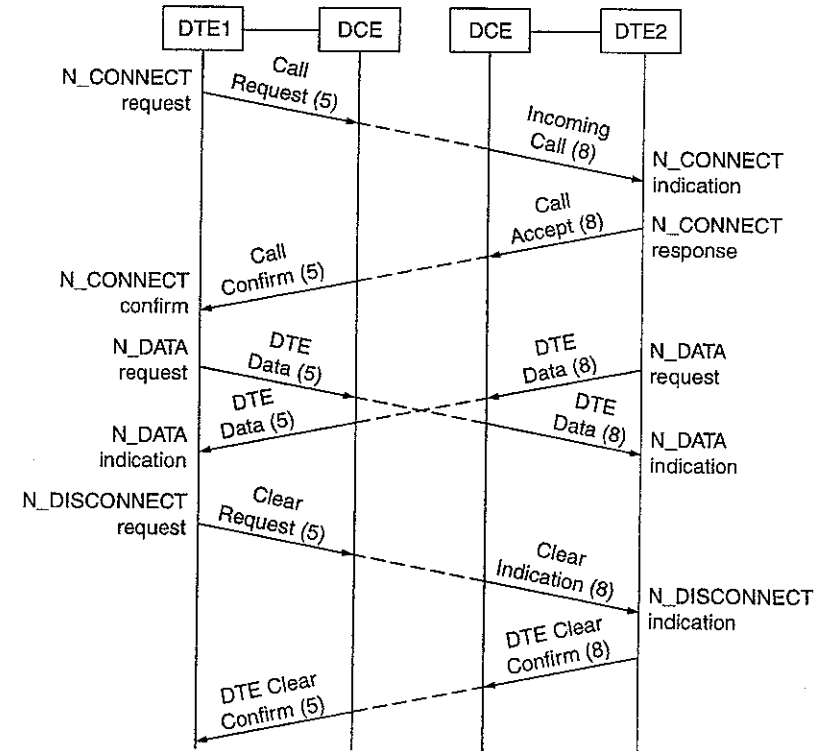 DTE1
DCE
DCE
DTE2
N_CONNECT
request
Call
Request (5)
Incoming
Call (8)
N_CONNECT
indication
Call
Accept (8)
N_CONNECT
response
Call
Confirm (5)
N_CONNECT
confirm
N_DATA
request
DTE
Data (5)
DTE
Data (8)
N_DATA
request
DTE
Data (5)
N_DATA
indication
DTE
Data (8)
N_DATA
indication
N_DISCONNECT
request
Clear
Request (5)
Clear
Indication (8)
N_DISCONNECT
indication
DTE Clear
Confirm (8)
DTE Clear
Confirm (5)